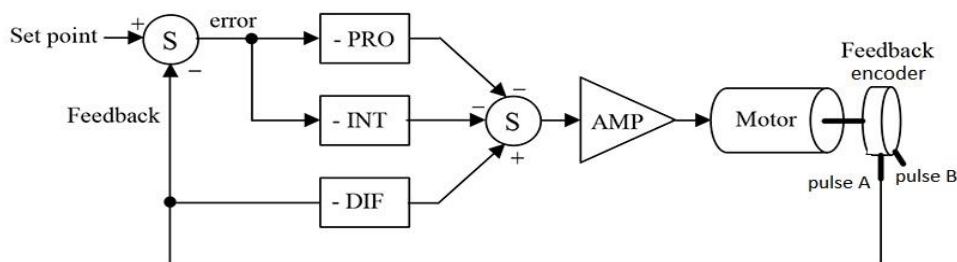 Set point
+
S
−
error
- PRO
- INT
- DIF
Feedback
−
−
+
S
AMP
Motor
Feedback
encoder
pulse A
pulse B